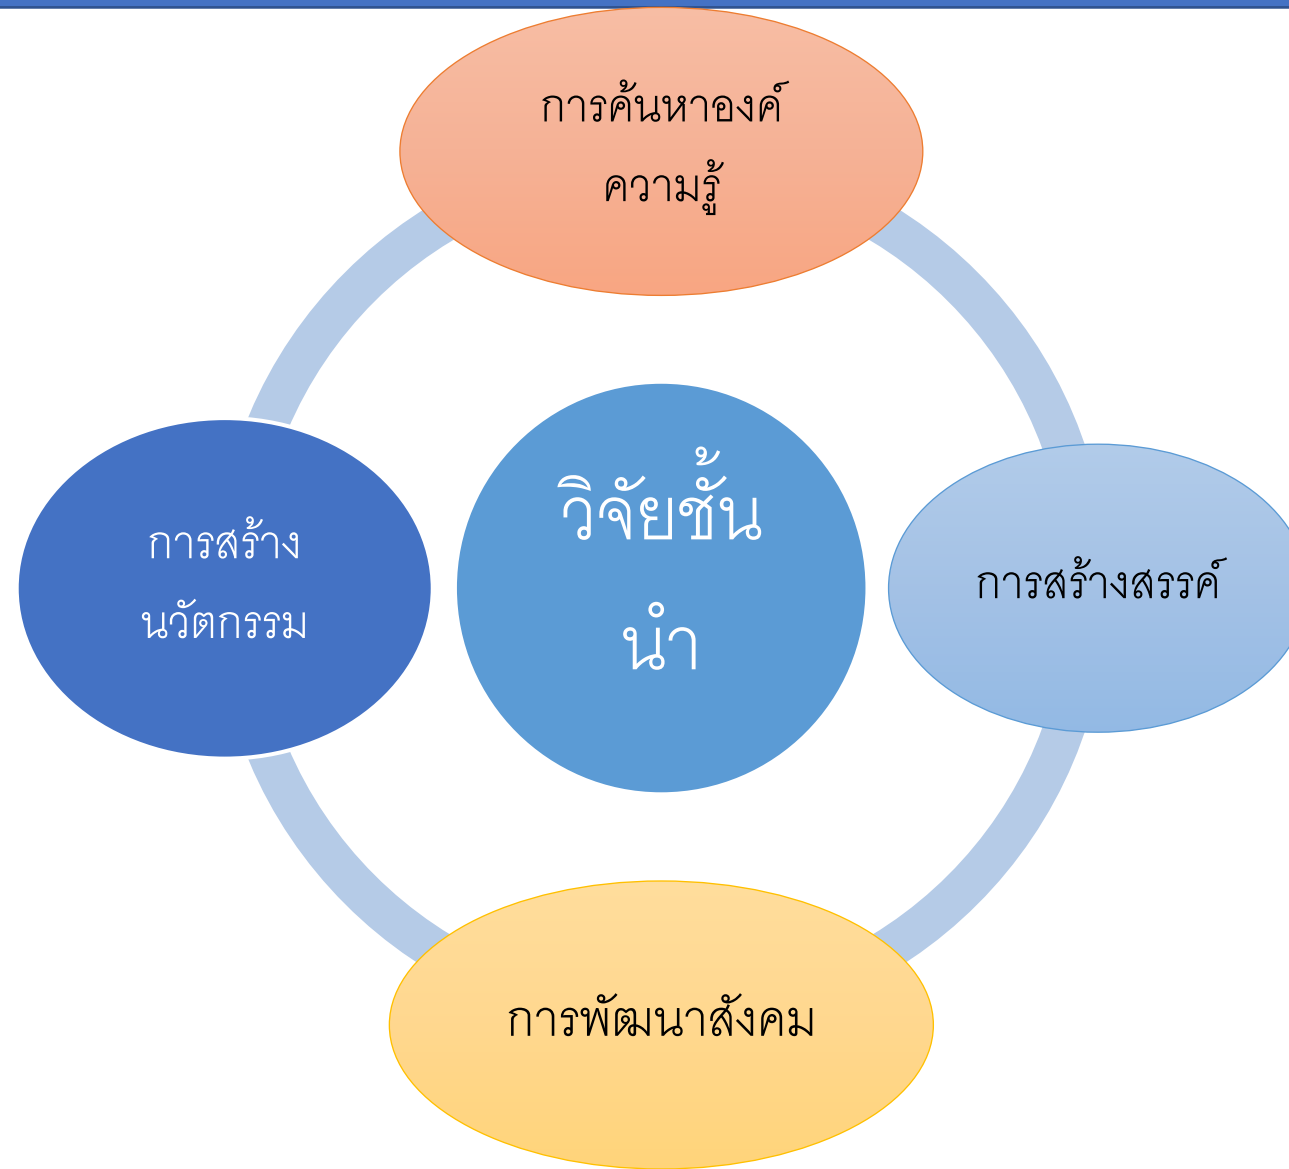 การค้นหาองค์
ความรู้
วิจัยชั้น
นำ
การสร้าง
นวัตกรรม
การสร้างสรรค์
การพัฒนาสังคม